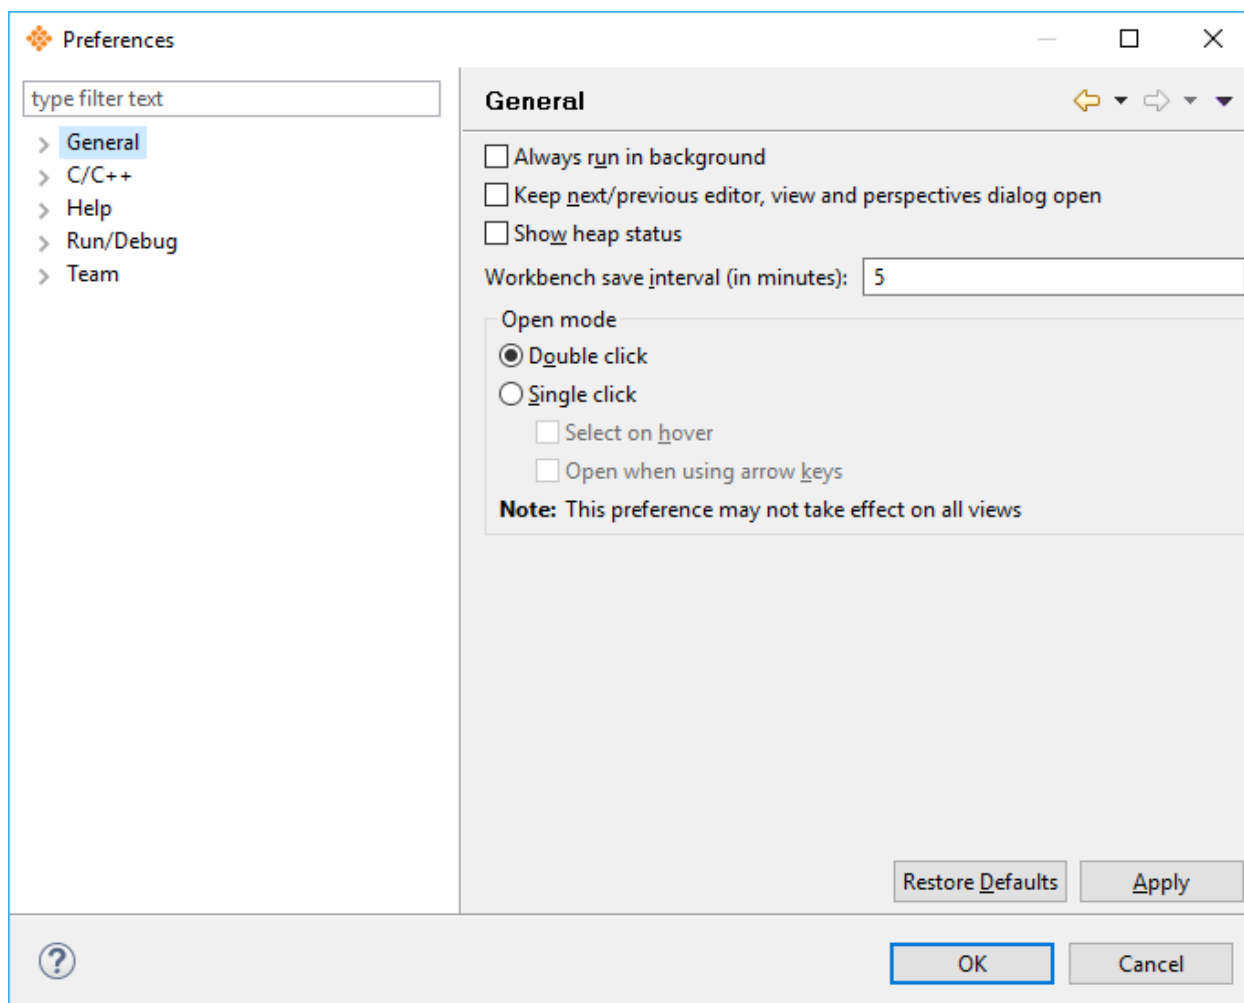 Preferences
type filter text
General
C/C++
Help
Run/Debug
Team
General
Always run in background
Keep next/previous editor, view and perspectives dialog open
Show heap status
Workbench save interval (in minutes): 5
Open mode
Double click
Single click
Select on hover
Open when using arrow keys
Note: This preference may not take effect on all views
Restore Defaults Apply
? OK Cancel